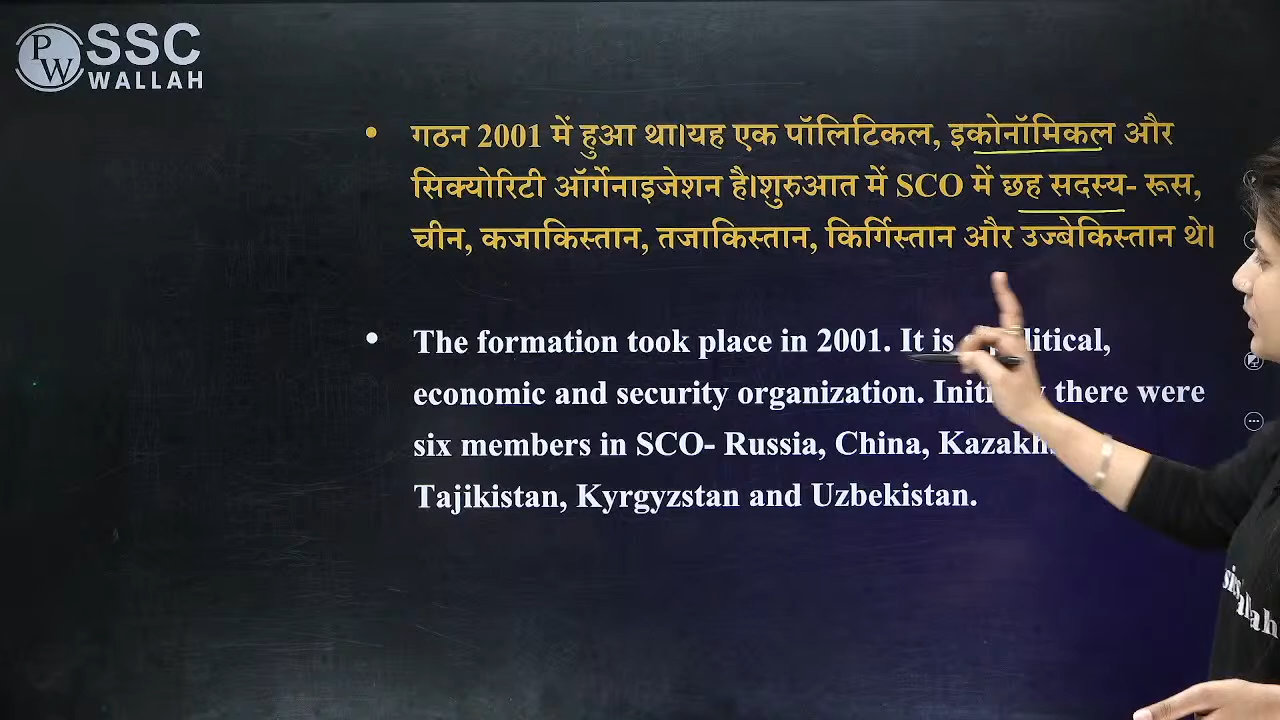 PW SSC
WALLAH
• गठन 2001 में हुआ था।यह एक पॉलिटिकल, इकोनॉमिकल और
सिक्योरिटी ऑर्गेनाइजेशन है।शुरुआत में SCO में छह सदस्य- रूस,
चीन, कजाकिस्तान, तजाकिस्तान, किर्गिस्तान और उज्बेकिस्तान थे।
• The formation took place in 2001. It is
economic and security organization. there were
six members in SCO- Russia, China,
Tajikistan, Kyrgyzstan and Uzbekistan.